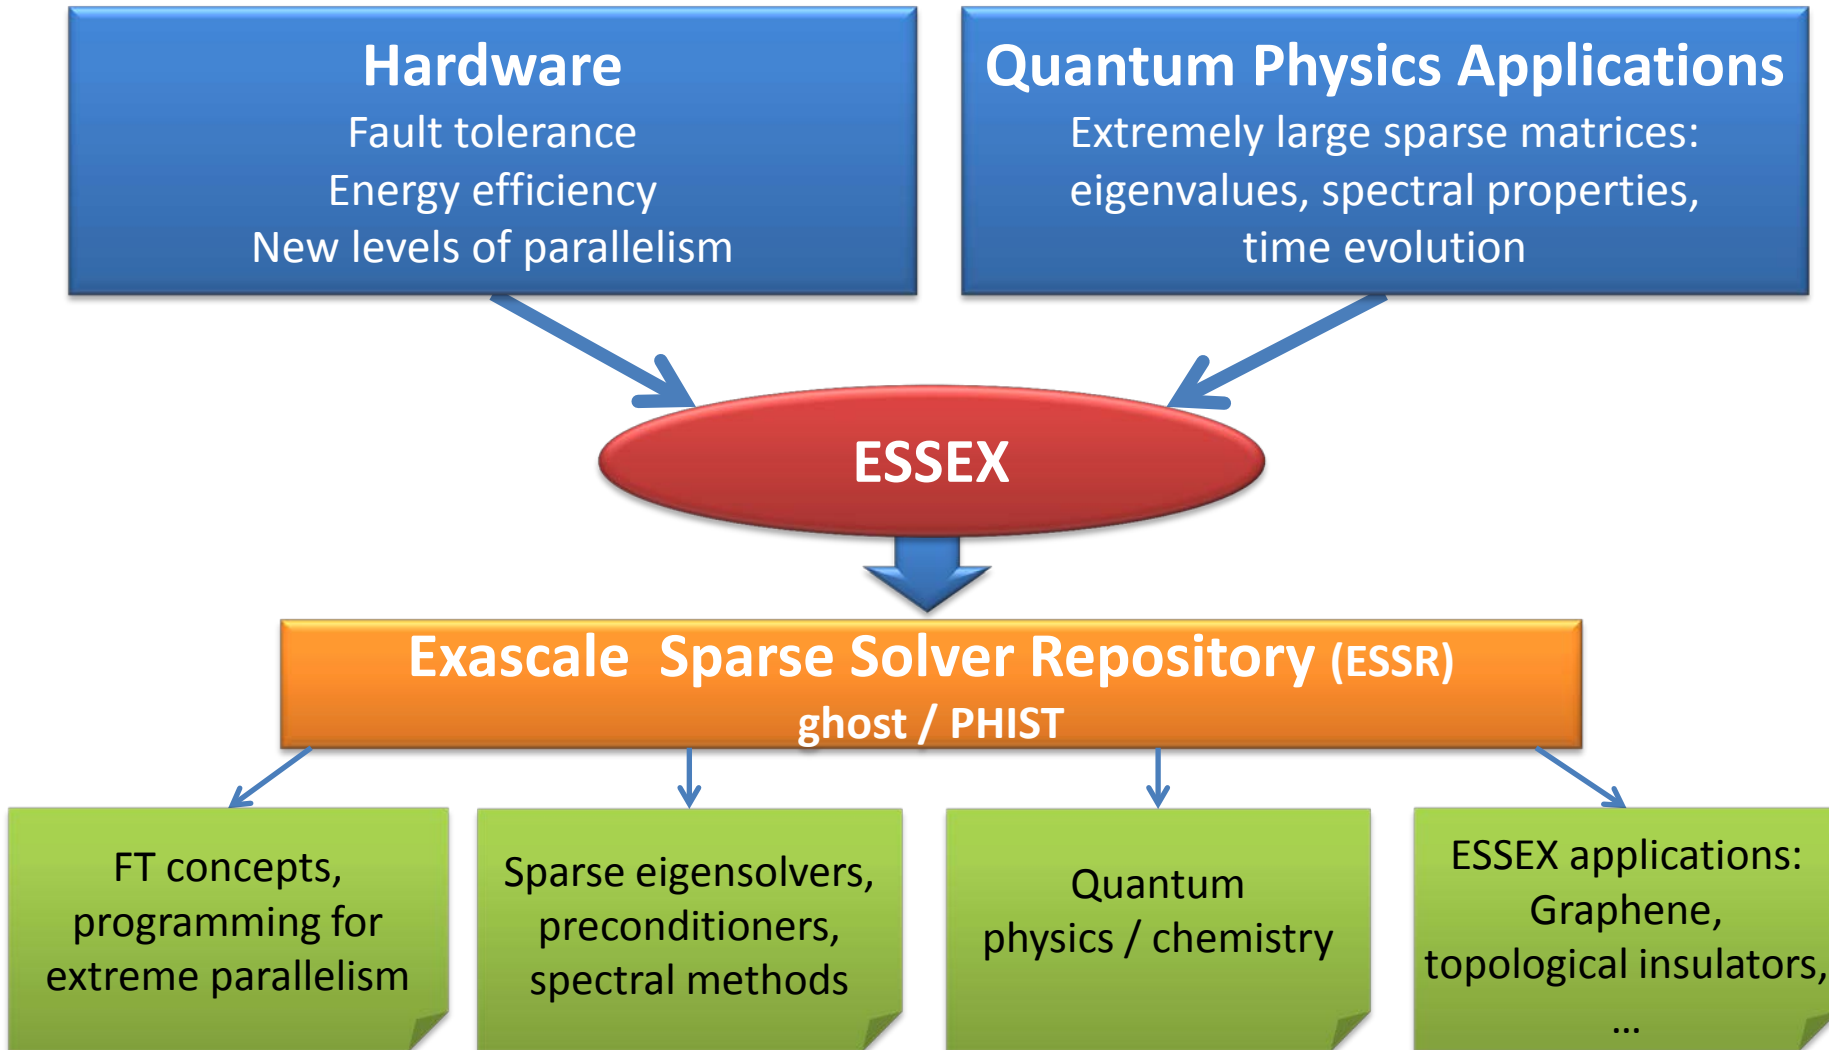 Hardware
Fault tolerance
Energy efficiency
New levels of parallelism
Quantum Physics Applications
Extremely large sparse matrices:
eigenvalues, spectral properties,
time evolution
ESSEX
Exascale  Sparse Solver Repository (ESSR)
ghost / PHIST
FT concepts,
programming for
extreme parallelism
Sparse eigensolvers,
preconditioners,
spectral methods
Quantum
physics / chemistry
ESSEX applications:
Graphene,
topological insulators,
...